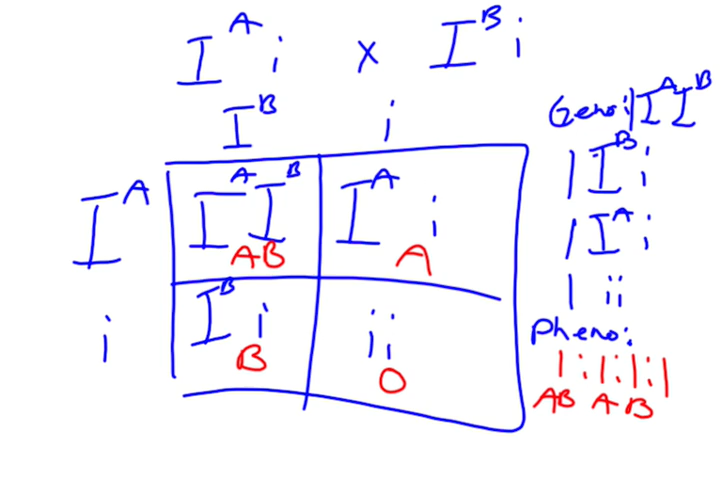 I^A i x I^B i
I^B i
Geno: 1 I^A I^B
1 I^B i
1 I^A i
1 ii
I^A I^A I^B I^A i
AB A
i I^B i ii
B O
Pheno:
1:1:1:1
AB A B